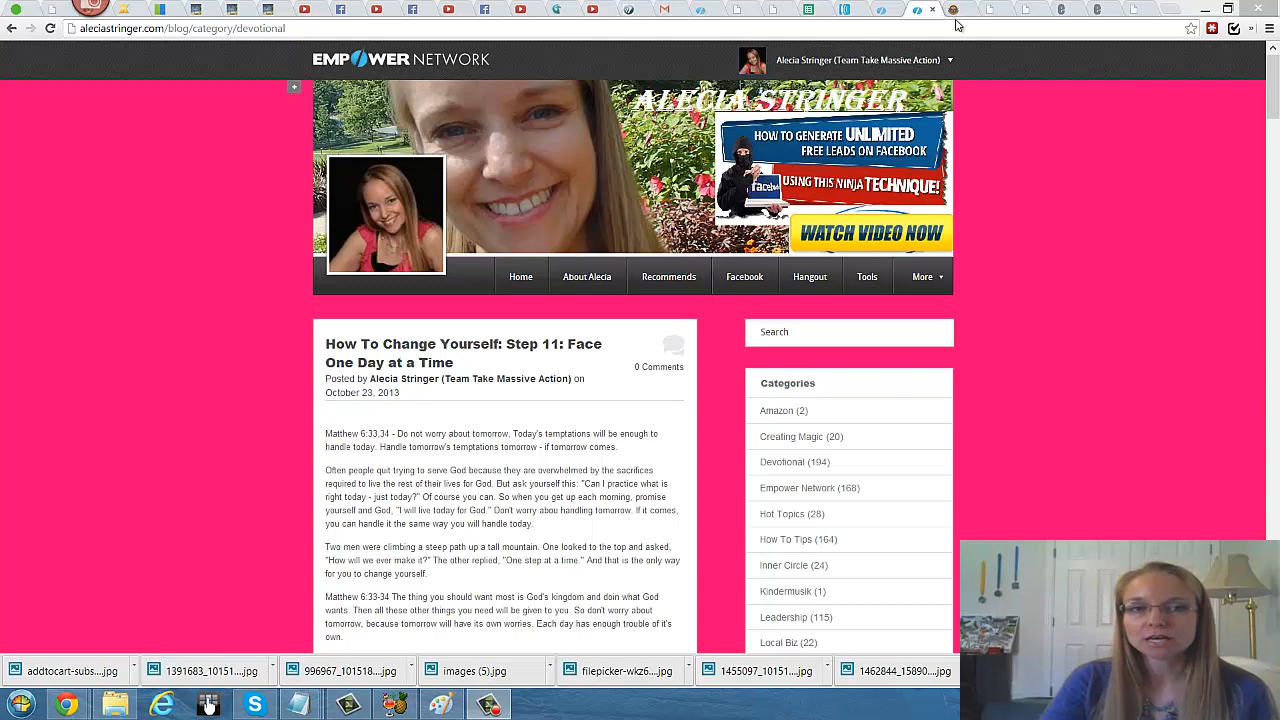 aleciastringer.com/blog/category/devotional
EMPOWER NETWORK
Alecia Stringer (Team Take Massive Action)
ALECIA STRINGER
HOW TO GENERATE UNLIMITED
FREE LEADS ON FACEBOOK
USING THIS NINJA TECHNIQUE!
WATCH VIDEO NOW
Home
About Alecia
Recommends
Facebook
Hangout
Tools
More
How To Change Yourself: Step 11: Face
One Day at a Time
Posted by Alecia Stringer (Team Take Massive Action) on
October 23, 2013
0 Comments
Matthew 6:33,34 - Do not worry about tomorrow. Today's temptations will be enough to
handle today. Handle tomorrow's temptations tomorrow - if tomorrow comes.
Often people quit trying to serve God because they are overwhelmed by the sacrifices
required to live the rest of their lives for God. But ask yourself this: "Can I practice what is
right today - just today?" Of course you can. So when you get up each morning, promise
yourself and God, "I will live today for God." Don't worry abou handling tomorrow. If it comes,
you can handle it the same way you will handle today.
Two men were climbing a steep path up a tall mountain. One looked to the top and asked,
"How will we ever make it?" The other replied, "One step at a time." And that is the only way
for you to change yourself.
Matthew 6:33-34 The thing you should want most is God's kingdom and doin what God
wants. Then all these other things you need will be given to you. So don't worry about
tomorrow, because tomorrow will have its own worries. Each day has enough trouble of it's
own.
Search
Categories
Amazon (2)
Creating Magic (20)
Devotional (194)
Empower Network (168)
Hot Topics (28)
How To Tips (164)
Inner Circle (24)
Kindermusik (1)
Leadership (115)
Local Biz (22)
addtocart-subs....jpg
1391683_10151....jpg
996967_101518....jpg
images (5).jpg
filepicker-wkz6....jpg
1455097_10151....jpg
1462844_15890....jpg